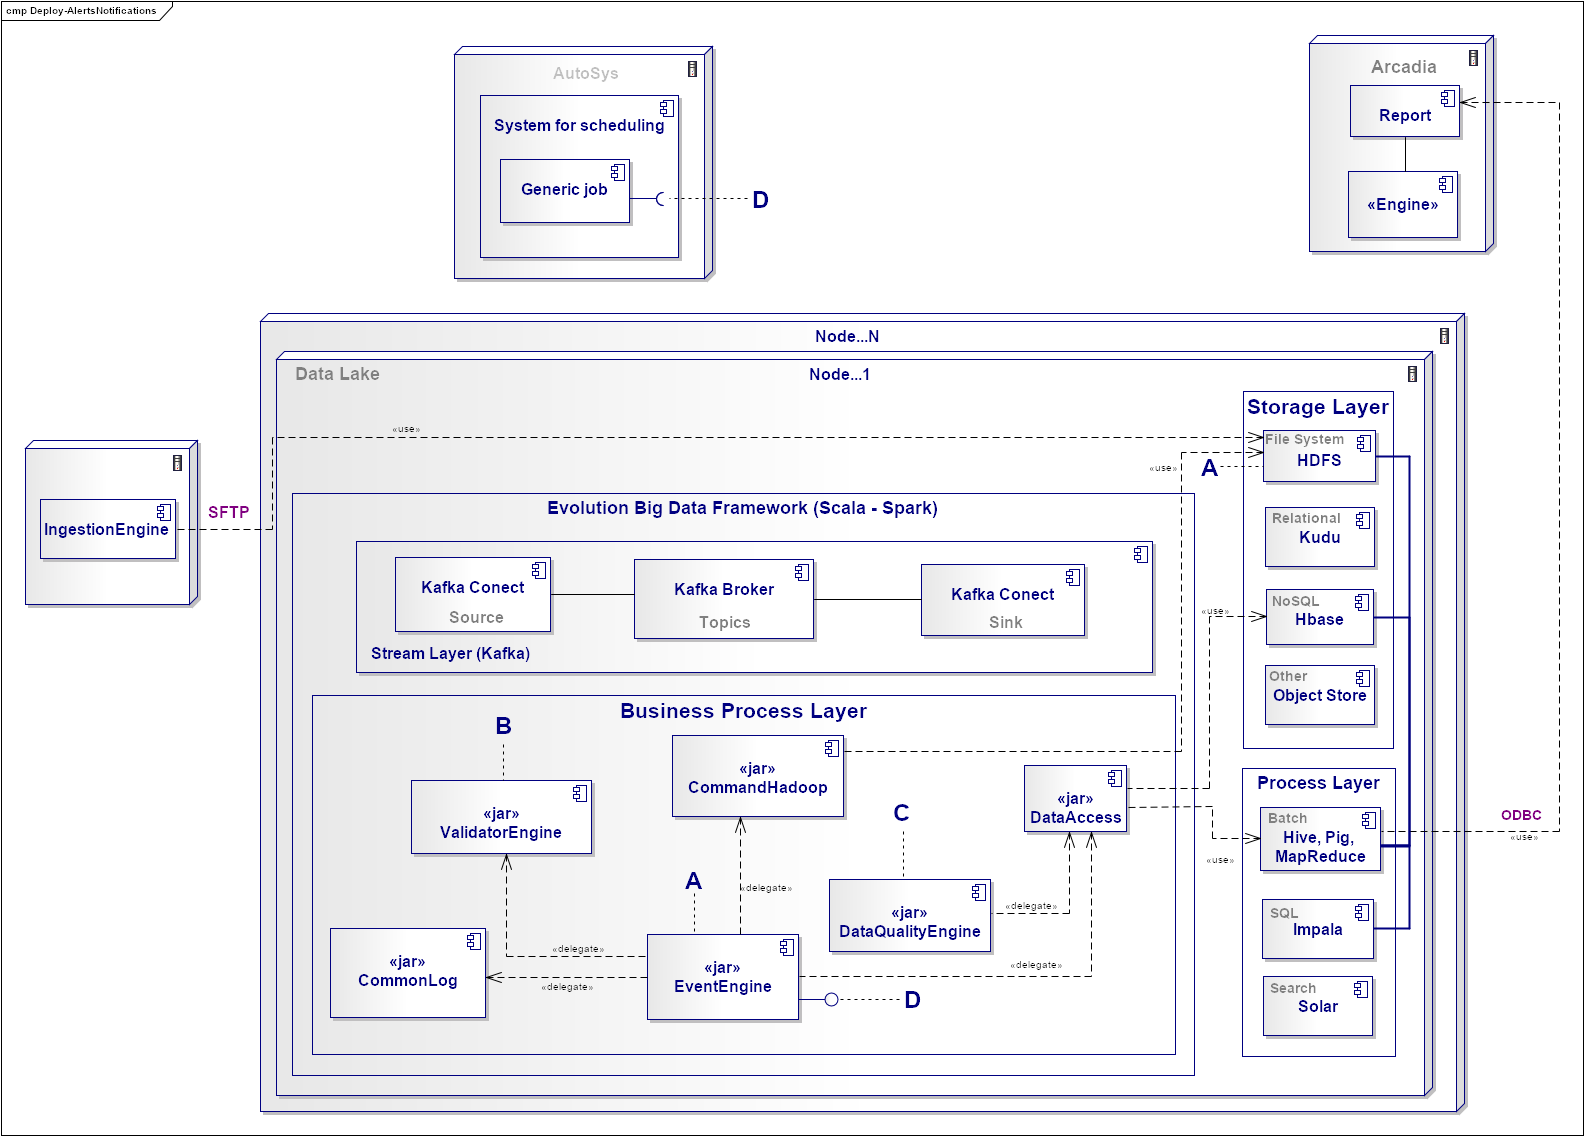 cmp Deploy-AlertsNotifications
AutoSys
System for scheduling
Generic job
D
Arcadia
Report
«Engine»
Node...N
Data Lake
Node...1
«use»
SFTP
IngestionEngine
Storage Layer
File System
HDFS
«use»
A
Relational
Kudu
NoSQL
Hbase
«use»
Other
Object Store
Evolution Big Data Framework (Scala - Spark)
Kafka Conect
Source
Kafka Broker
Topics
Kafka Conect
Sink
Stream Layer (Kafka)
Business Process Layer
B
«jar»
ValidatorEngine
«jar»
CommandHadoop
C
«jar»
DataAccess
A
«delegate»
«jar»
DataQualityEngine
«delegate»
«jar»
CommonLog
«delegate»
«delegate»
«jar»
EventEngine
«delegate»
D
Process Layer
Batch
Hive, Pig,
MapReduce
«use»
ODBC
«use»
SQL
Impala
Search
Solar